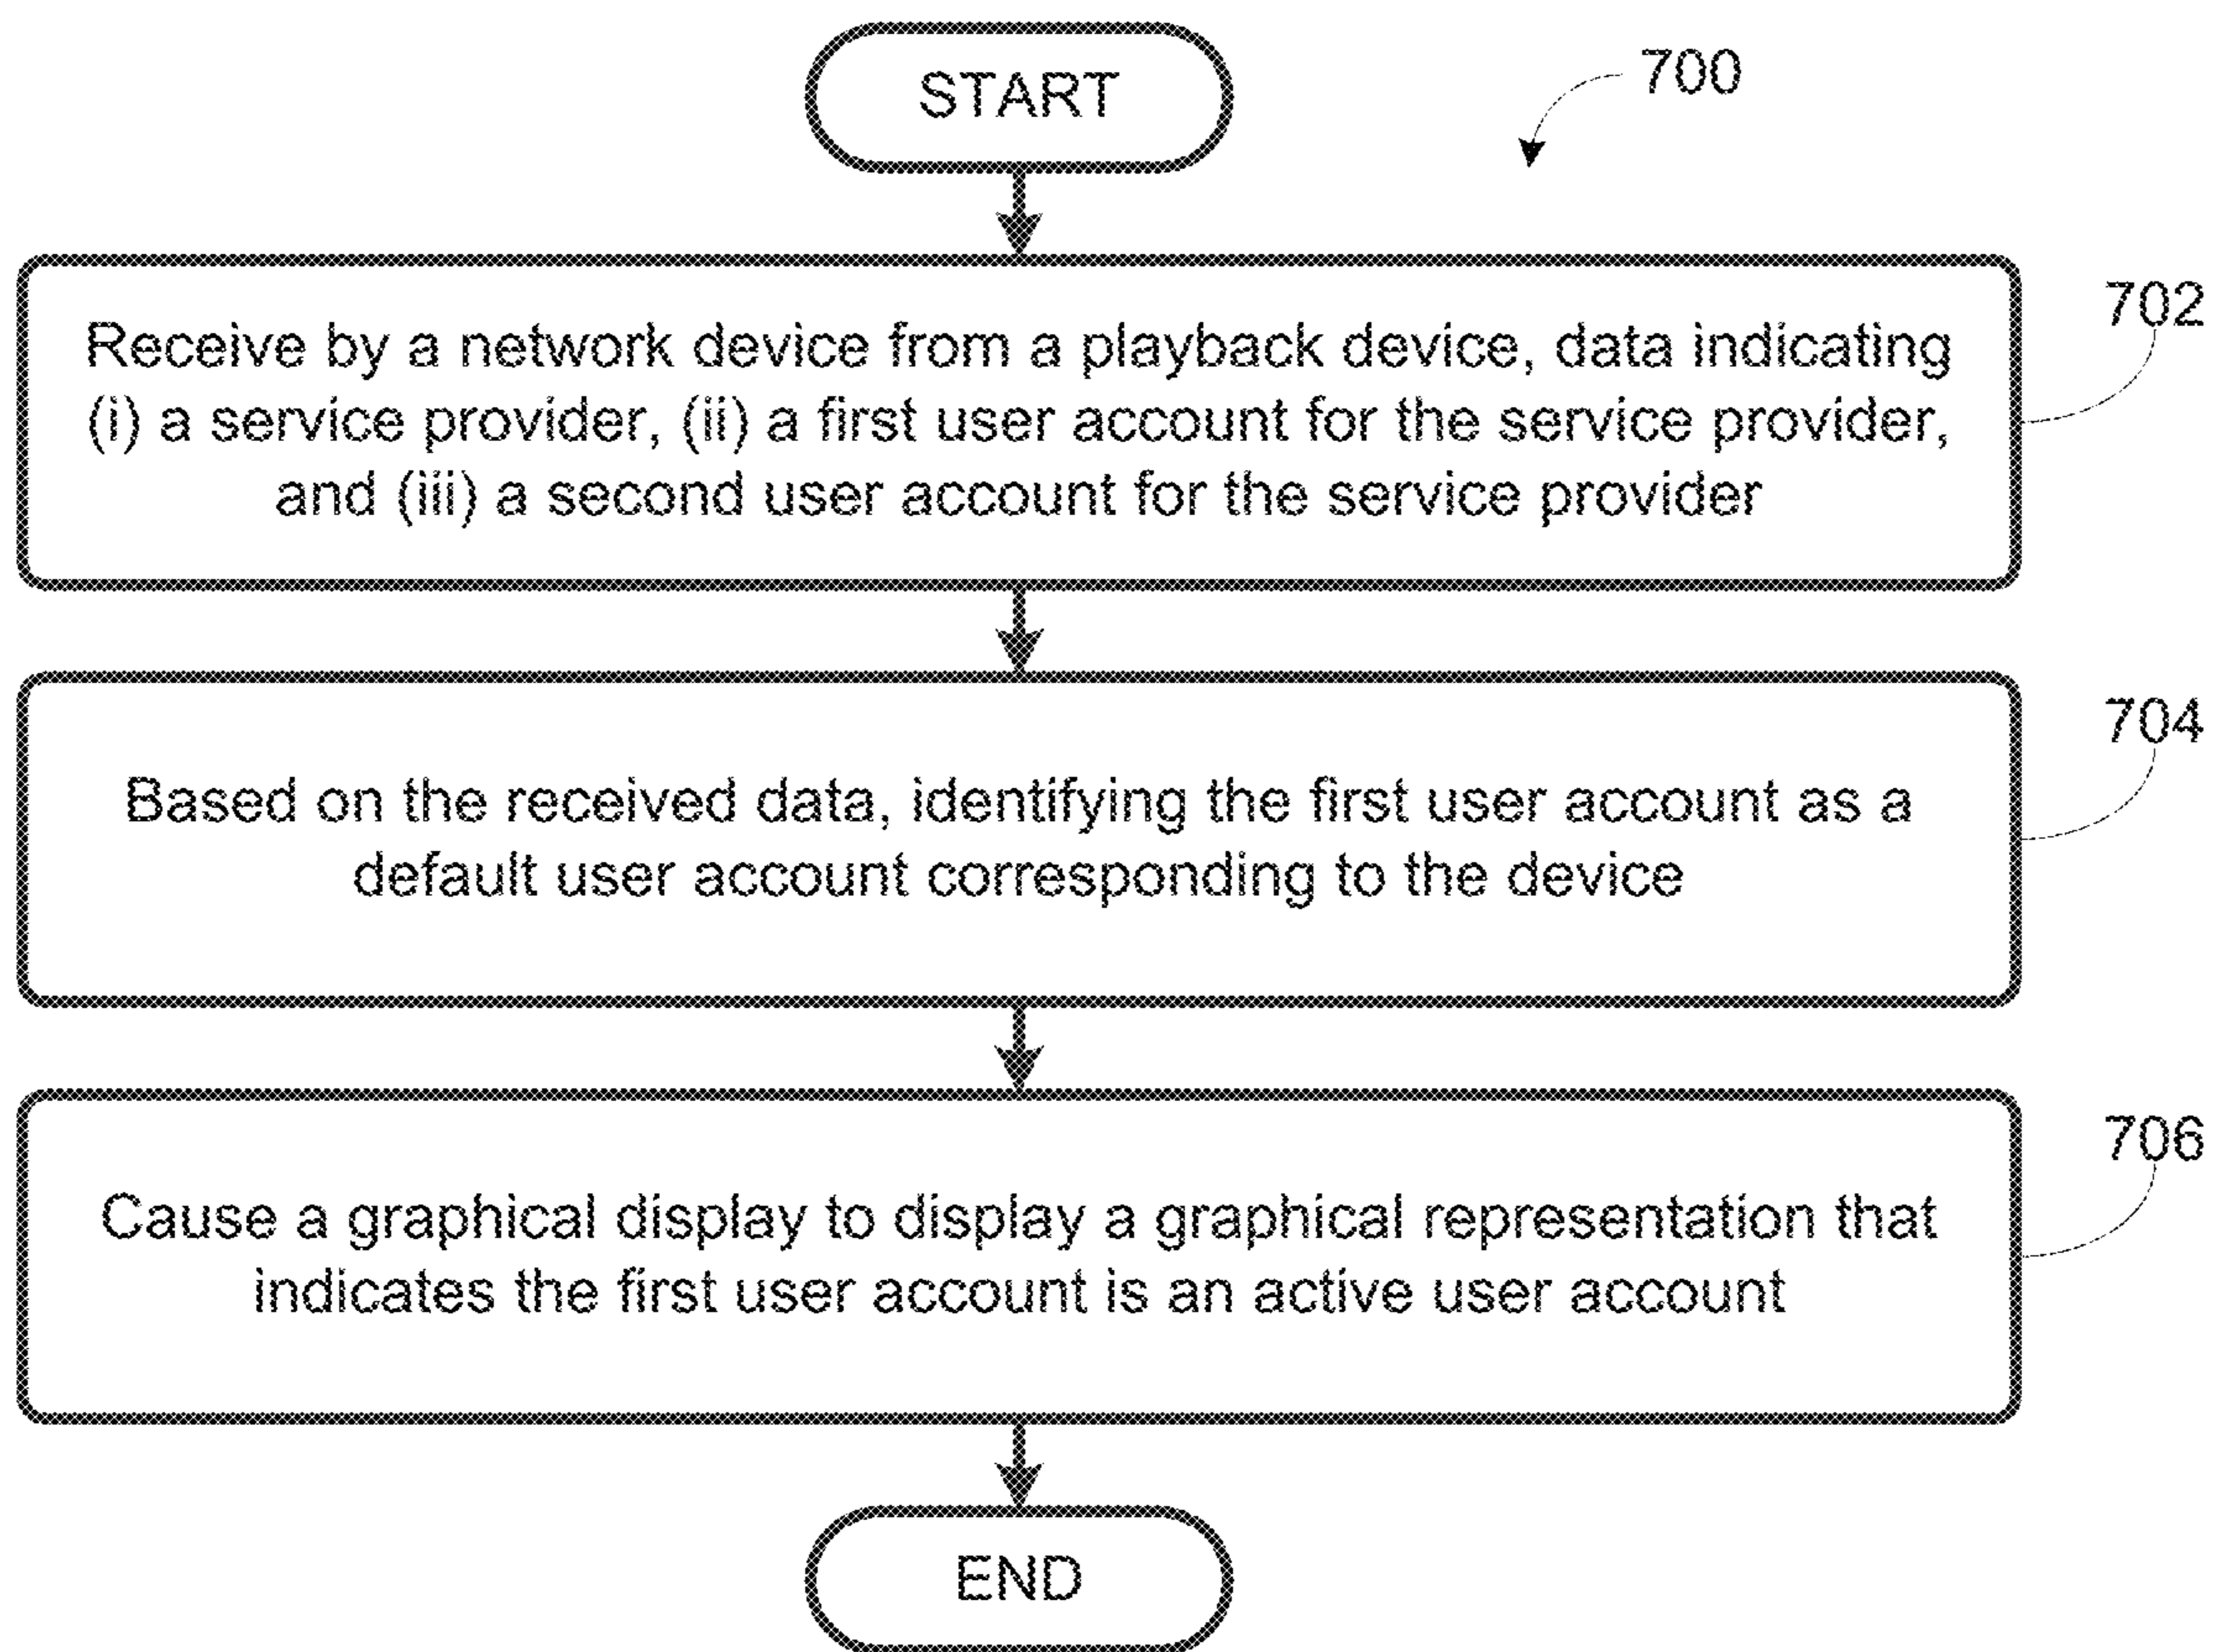 START
700
Receive by a network device from a playback device, data indicating
(i) a service provider, (ii) a first user account for the service provider,
and (iii) a second user account for the service provider
702
Based on the received data, identifying the first user account as a
default user account corresponding to the device
704
Cause a graphical display to display a graphical representation that
indicates the first user account is an active user account
706
END